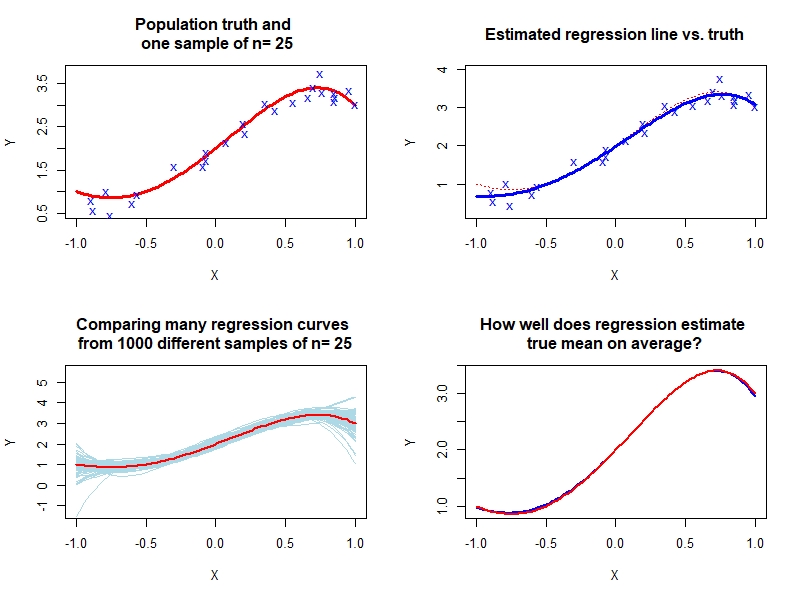 Population truth and
one sample of n= 25
Y
3.5
2.5
1.5
0.5
-1.0 -0.5 0.0 0.5 1.0
X
Estimated regression line vs. truth
Y
4
3
2
1
-1.0 -0.5 0.0 0.5 1.0
X
Comparing many regression curves
from 1000 different samples of n= 25
Y
5
4
3
2
1
0
-1
-1.0 -0.5 0.0 0.5 1.0
X
How well does regression estimate
true mean on average?
Y
3.0
2.0
1.0
-1.0 -0.5 0.0 0.5 1.0
X